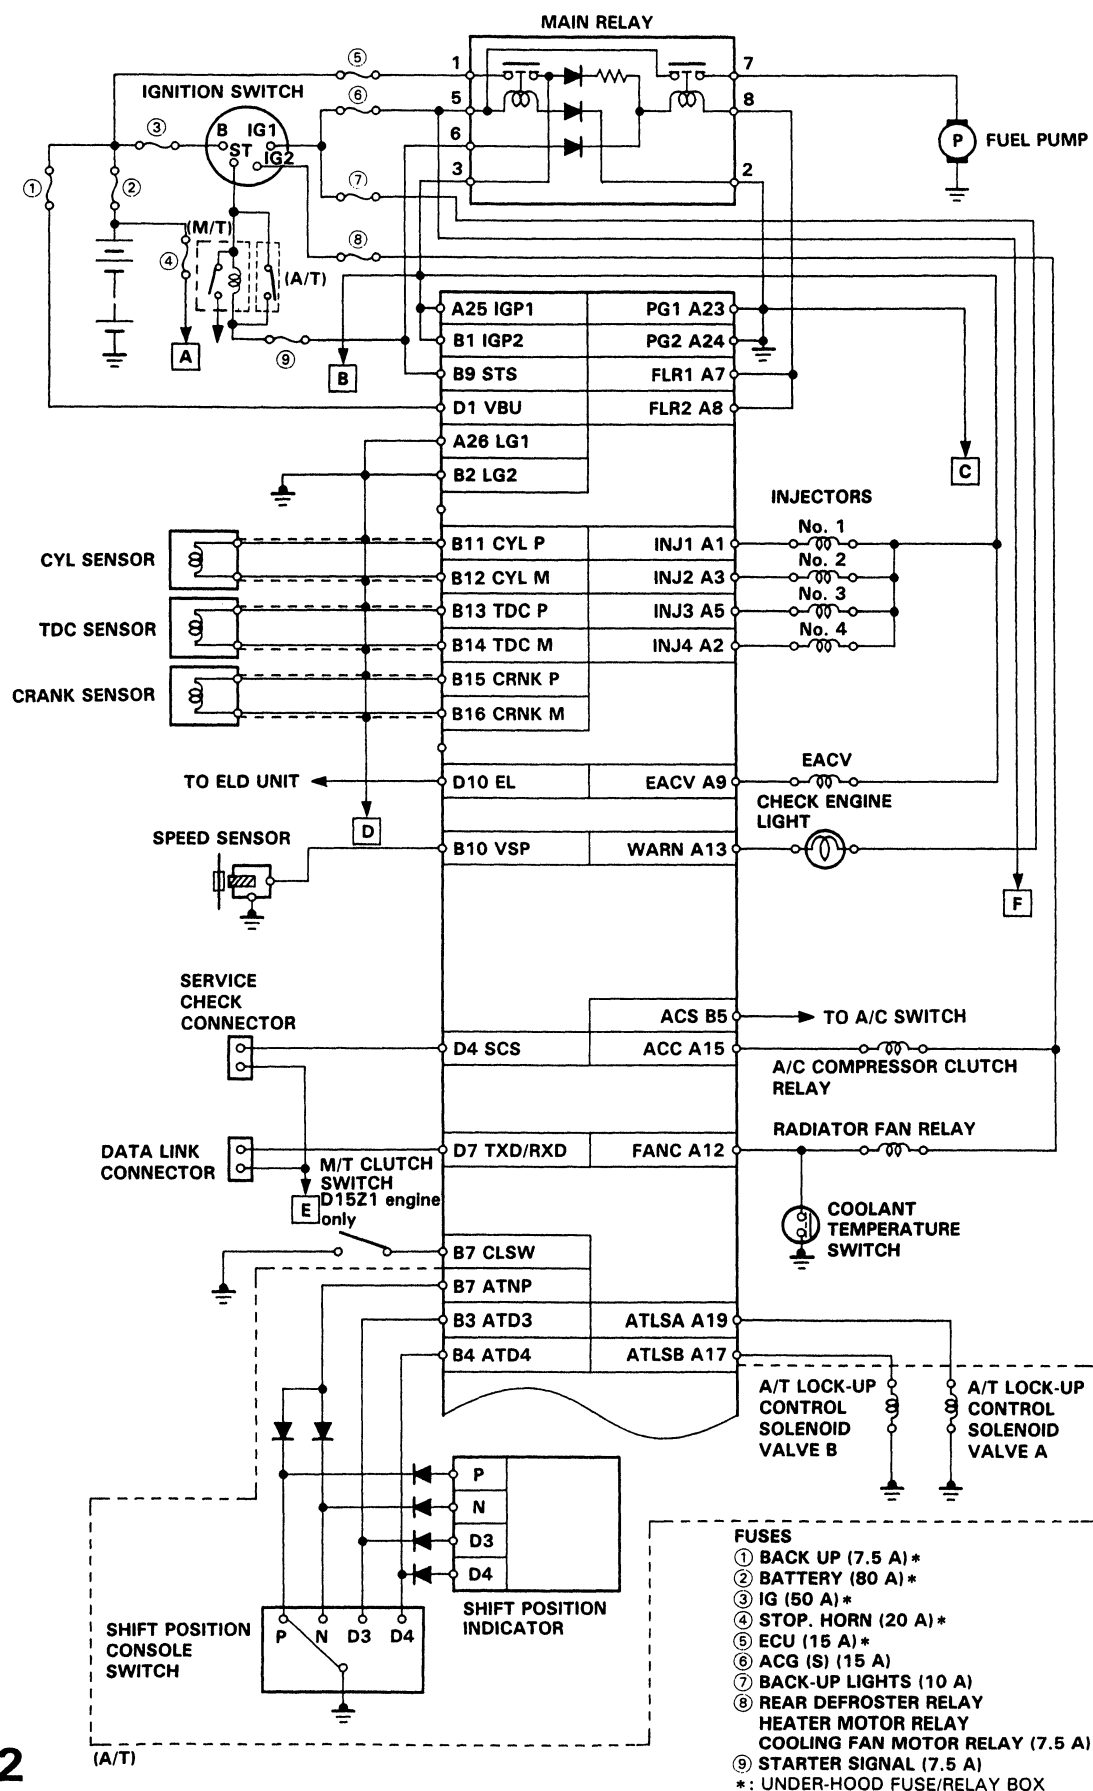 MAIN RELAY
⑤
1
7
IGNITION SWITCH
⑥
5
8
③
B
IG1
6
ST
IG2
P
FUEL PUMP
①
②
⑦
3
2
(M/T)
④
⑧
(A/T)
A25 IGP1
PG1 A23
B1 IGP2
PG2 A24
A
⑨
B
B9 STS
FLR1 A7
D1 VBU
FLR2 A8
A26 LG1
B2 LG2
C
INJECTORS
No. 1
CYL SENSOR
B11 CYL P
INJ1 A1
No. 2
B12 CYL M
INJ2 A3
No. 3
TDC SENSOR
B13 TDC P
INJ3 A5
No. 4
B14 TDC M
INJ4 A2
CRANK SENSOR
B15 CRNK P
B16 CRNK M
EACV
TO ELD UNIT
D10 EL
EACV A9
CHECK ENGINE
LIGHT
D
SPEED SENSOR
B10 VSP
WARN A13
F
SERVICE
CHECK
CONNECTOR
ACS B5
TO A/C SWITCH
D4 SCS
ACC A15
A/C COMPRESSOR CLUTCH
RELAY
RADIATOR FAN RELAY
DATA LINK
CONNECTOR
D7 TXD/RXD
FANC A12
M/T CLUTCH
SWITCH
D15Z1 engine
only
E
COOLANT
TEMPERATURE
SWITCH
B7 CLSW
B7 ATNP
B3 ATD3
ATLSA A19
B4 ATD4
ATLSB A17
A/T LOCK-UP
CONTROL
SOLENOID
VALVE B
A/T LOCK-UP
CONTROL
SOLENOID
VALVE A
P
N
D3
D4
SHIFT POSITION
INDICATOR
SHIFT POSITION
CONSOLE
SWITCH
P N D3 D4
FUSES
① BACK UP (7.5 A)*
② BATTERY (80 A)*
③ IG (50 A)*
④ STOP. HORN (20 A)*
⑤ ECU (15 A)*
⑥ ACG (S) (15 A)
⑦ BACK-UP LIGHTS (10 A)
⑧ REAR DEFROSTER RELAY
HEATER MOTOR RELAY
COOLING FAN MOTOR RELAY (7.5 A)
⑨ STARTER SIGNAL (7.5 A)
*: UNDER-HOOD FUSE/RELAY BOX
(A/T)
2